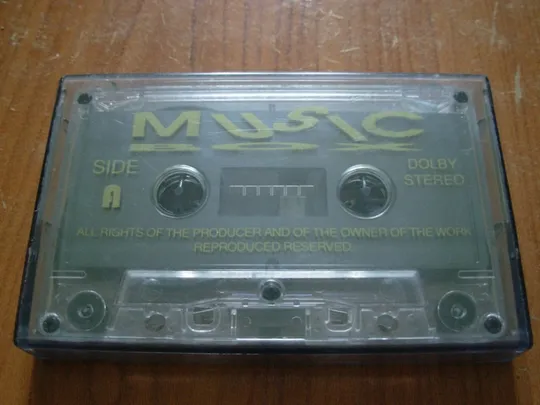 MUSIC
BOX
SIDE
A
DOLBY
STEREO
ALL RIGHTS OF THE PRODUCER AND OF THE OWNER OF THE WORK
REPRODUCED RESERVED